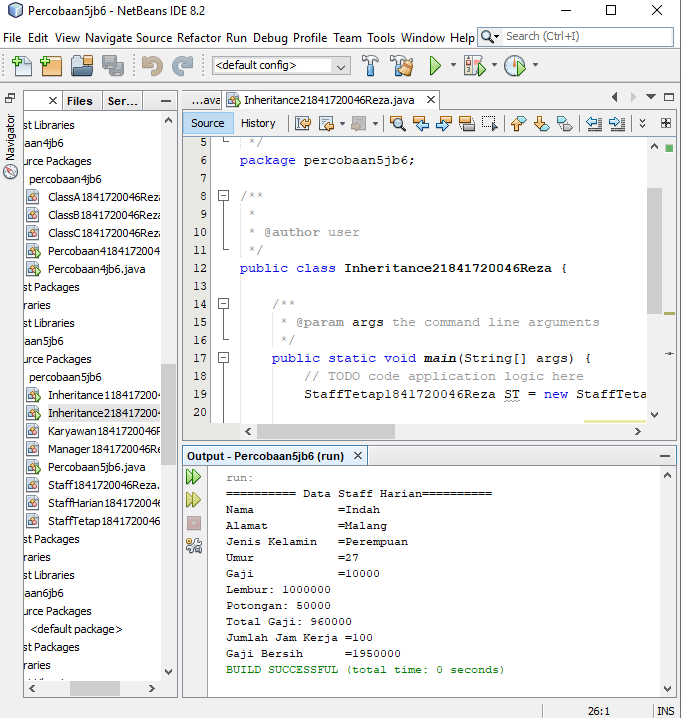 Percobaan5jb6 - NetBeans IDE 8.2
File Edit View Navigate Source Refactor Run Debug Profile Team Tools Window Help
Search (Ctrl+I)
<default config>
Files
Ser...
...ava
Inheritance21841720046Reza.java
Navigator
Source
History
st Libraries
aan4jb6
urce Packages
percobaan4jb6
ClassA1841720046Reza
ClassB1841720046Reza
ClassC1841720046Reza
Percobaan41841720046
Percobaan4jb6.java
st Packages
raries
st Libraries
aan5jb6
urce Packages
percobaan5jb6
Inheritance1184172004
Inheritance2184172004
Karyawan184172004
Manager1841720046Re
Percobaan5jb6.java
Staff1841720046Reza.
StaffHarian1841720046
StaffTetap1841720046
st Packages
raries
st Libraries
aan6jb6
urce Packages
<default package>
st Packages
raries
st Libraries
5 */
6 package percobaan5jb6;
7
8 /**
9 *
10 * @author user
11 */
12 public class Inheritance21841720046Reza {
13
14 /**
15 * @param args the command line arguments
16 */
17 public static void main(String[] args) {
18 // TODO code application logic here
19 StaffTetap1841720046Reza ST = new StaffTeta
20
Output - Percobaan5jb6 (run)
run:
========== Data Staff Harian==========
Nama =Indah
Alamat =Malang
Jenis Kelamin =Perempuan
Umur =27
Gaji =10000
Lembur: 1000000
Potongan: 50000
Total Gaji: 960000
Jumlah Jam Kerja =100
Gaji Bersih =1950000
BUILD SUCCESSFUL (total time: 0 seconds)
26:1
INS